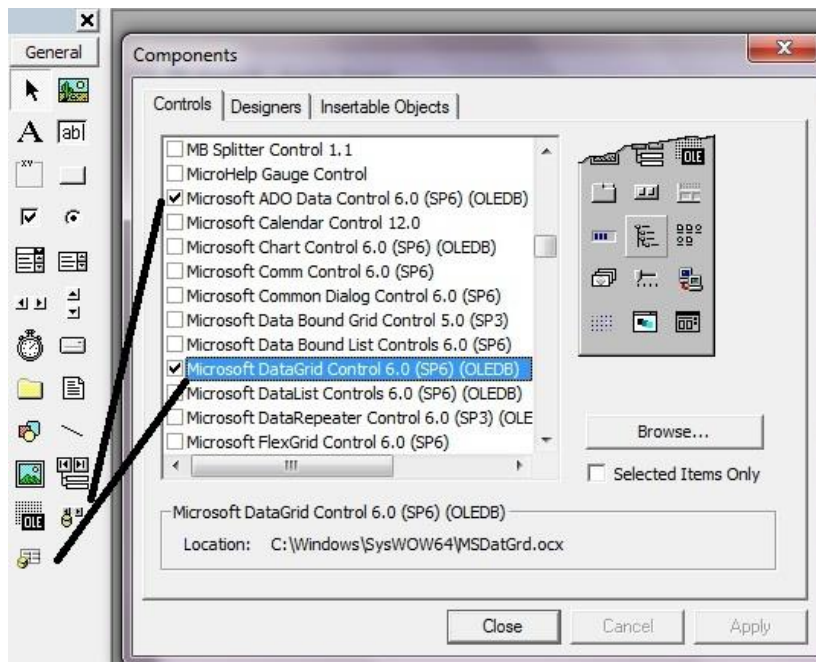 General
Components
Controls
Designers
Insertable Objects
A
ab
xv
MB Splitter Control 1.1
MicroHelp Gauge Control
Microsoft ADO Data Control 6.0 (SP6) (OLEDB)
Microsoft Calendar Control 12.0
Microsoft Chart Control 6.0 (SP6) (OLEDB)
Microsoft Comm Control 6.0 (SP6)
Microsoft Common Dialog Control 6.0 (SP6)
Microsoft Data Bound Grid Control 5.0 (SP3)
Microsoft Data Bound List Controls 6.0 (SP6)
Microsoft DataGrid Control 6.0 (SP6) (OLEDB)
Microsoft DataList Controls 6.0 (SP6) (OLEDB)
Microsoft DataRepeater Control 6.0 (SP3) (OLE
Microsoft FlexGrid Control 6.0 (SP6)
OLE
Browse...
Selected Items Only
OLE
Microsoft DataGrid Control 6.0 (SP6) (OLEDB)
Location: C:\Windows\SysWOW64\MSDatGrd.ocx
Close
Cancel
Apply